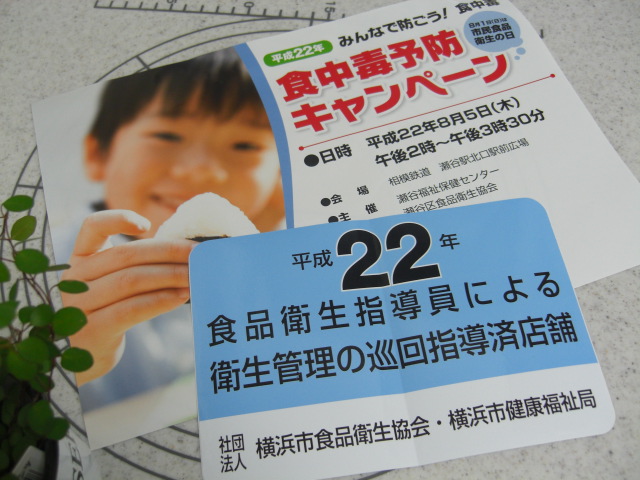 平成22年 みんなで防ごう! 食中毒
8月1日(日)は
市民食品
衛生の日
食中毒予防
キャンペーン
●日時 平成22年8月5日(木)
午後2時～午後3時30分
●会場 相模鉄道 瀬谷駅北口駅前広場
●主催 瀬谷福祉保健センター
瀬谷区食品衛生協会
平成22年
食品衛生指導員による
衛生管理の巡回指導済店舗
社団
法人 横浜市食品衛生協会・横浜市健康福祉局